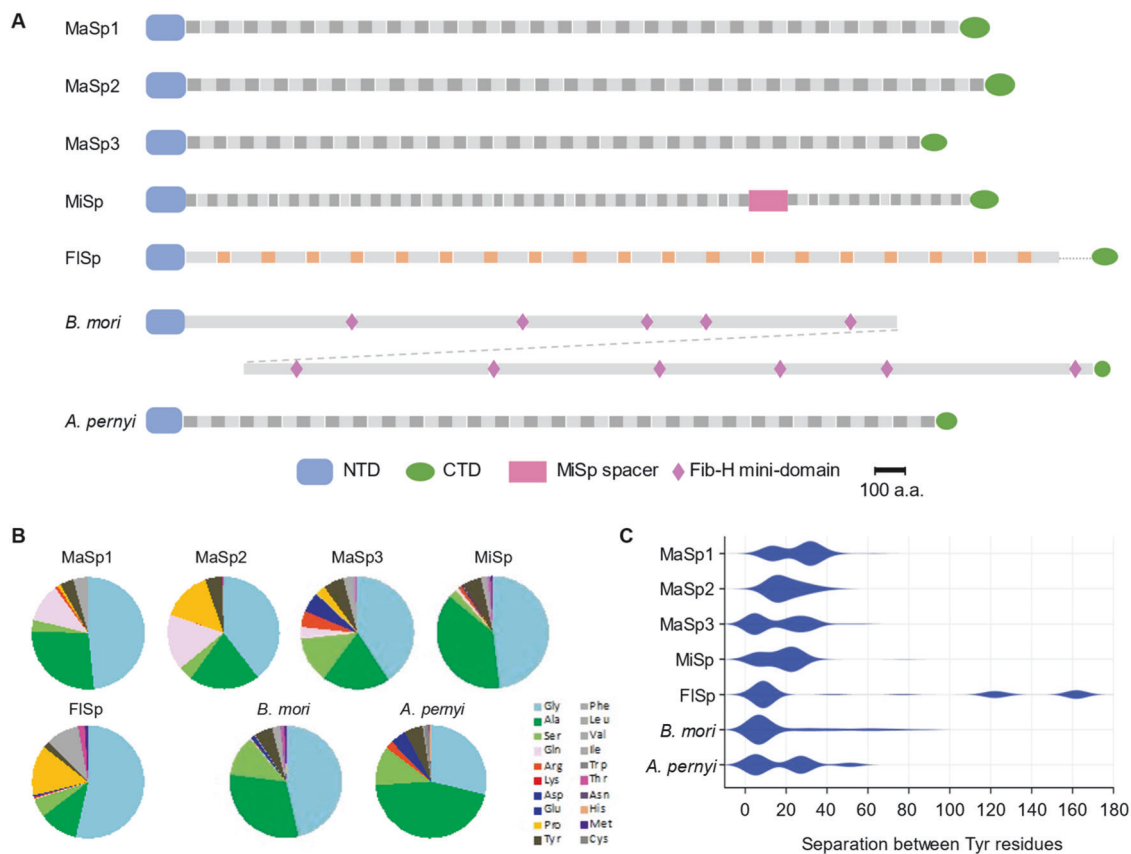 A
MaSp1
MaSp2
MaSp3
MiSp
FlSp
B. mori
A. pernyi
NTD CTD MiSp spacer Fib-H mini-domain 100 a.a.
B
MaSp1 MaSp2 MaSp3 MiSp
FlSp B. mori A. pernyi
Gly Phe
Ala Leu
Ser Val
Gln Ile
Arg Trp
Lys Thr
Asp Asn
Glu His
Pro Met
Tyr Cys
C
MaSp1
MaSp2
MaSp3
MiSp
FlSp
B. mori
A. pernyi
0 20 40 60 80 100 120 140 160 180
Separation between Tyr residues